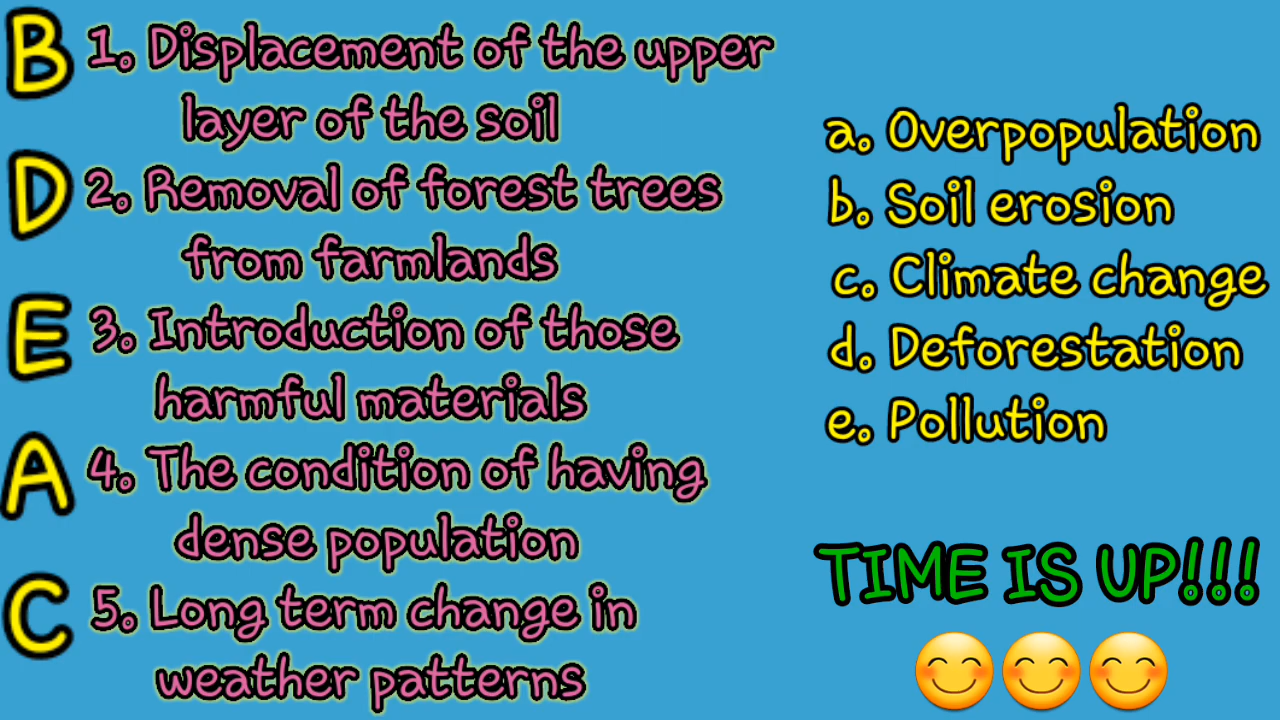 B 1. Displacement of the upper
layer of the soil
D 2. Removal of forest trees
from farmlands
E 3. Introduction of those
harmful materials
A 4. The condition of having
dense population
C 5. Long term change in
weather patterns
a. Overpopulation
b. Soil erosion
c. Climate change
d. Deforestation
e. Pollution
TIME IS UP!!!